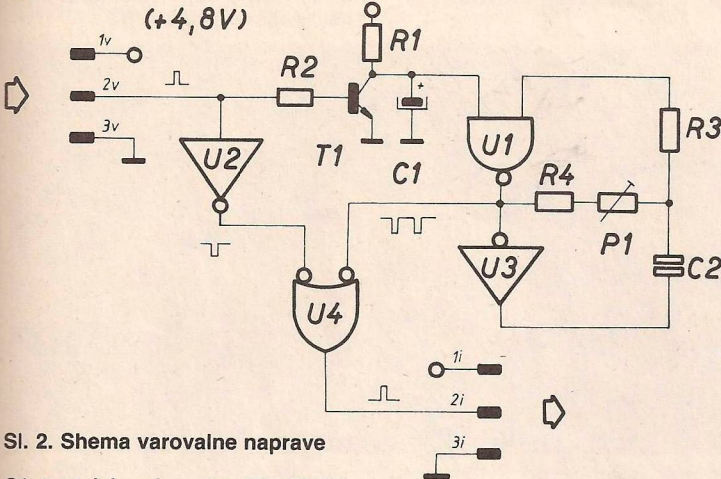 (+4,8V)
1v
2v
3v
R1
R2
T1
C1
U1
U2
R3
R4
P1
U3
C2
U4
1i
2i
3i
+
Sl. 2. Shema varovalne naprave